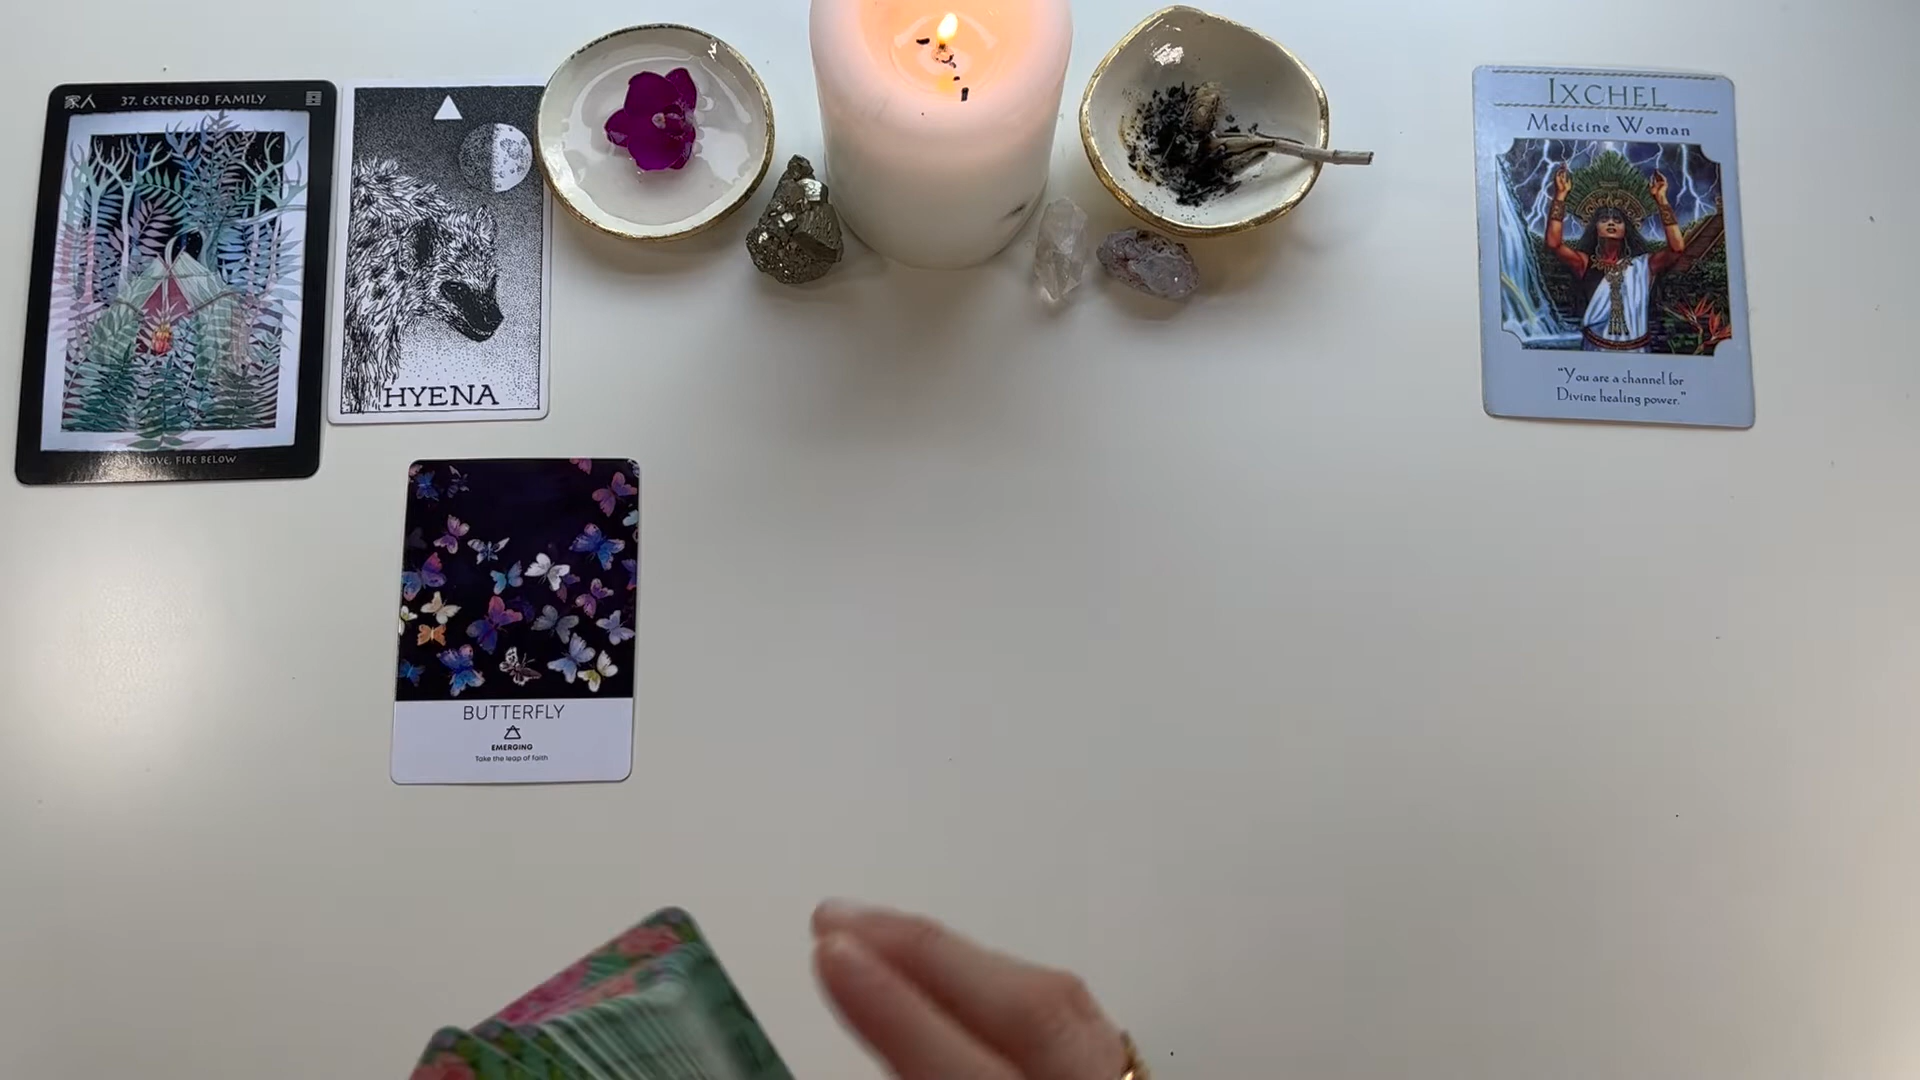 家人 37. EXTENDED FAMILY
ABOVE, FIRE BELOW
HYENA
IXCHEL
Medicine Woman
"You are a channel for
Divine healing power."
BUTTERFLY
EMERGING
Take the leap of faith